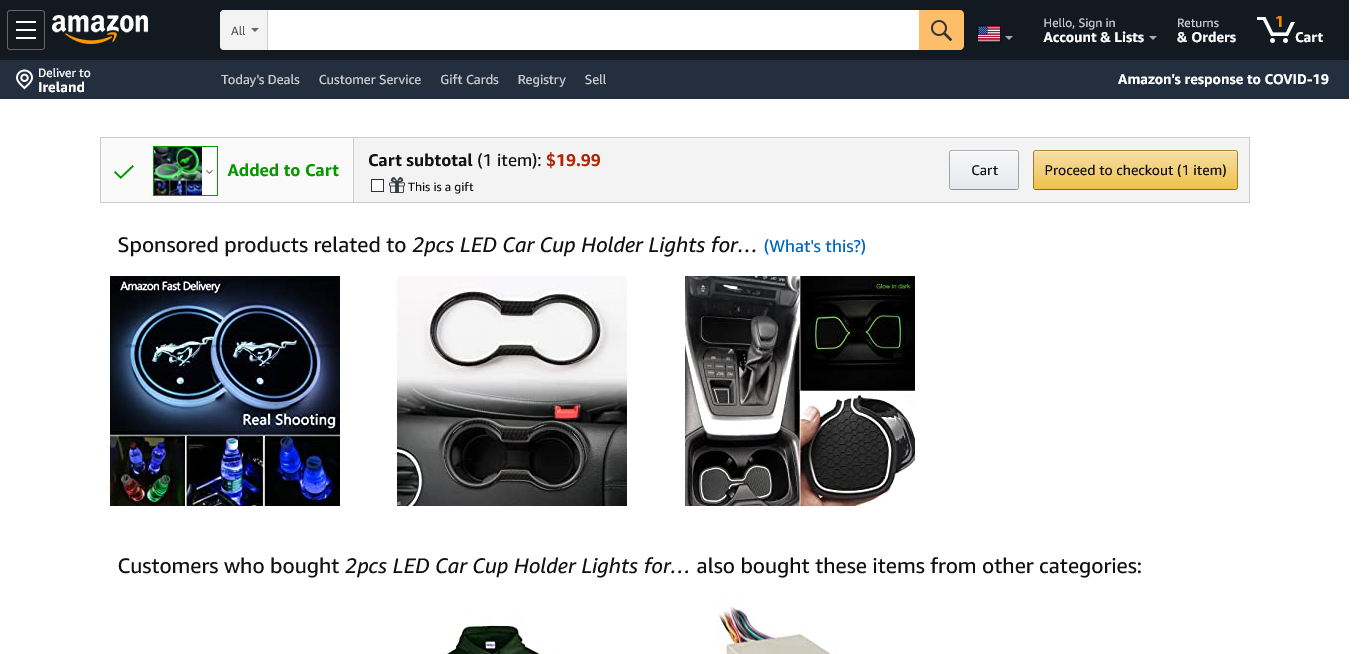 amazon
All
Hello, Sign in
Account & Lists
Returns
& Orders
1
Cart
Deliver to
Ireland
Today's Deals
Customer Service
Gift Cards
Registry
Sell
Amazon's response to COVID-19
Added to Cart
Cart subtotal (1 item): $19.99
This is a gift
Cart
Proceed to checkout (1 item)
Sponsored products related to 2pcs LED Car Cup Holder Lights for… (What's this?)
Amazon Fast Delivery
Real Shooting
Glow in dark
Customers who bought 2pcs LED Car Cup Holder Lights for… also bought these items from other categories: